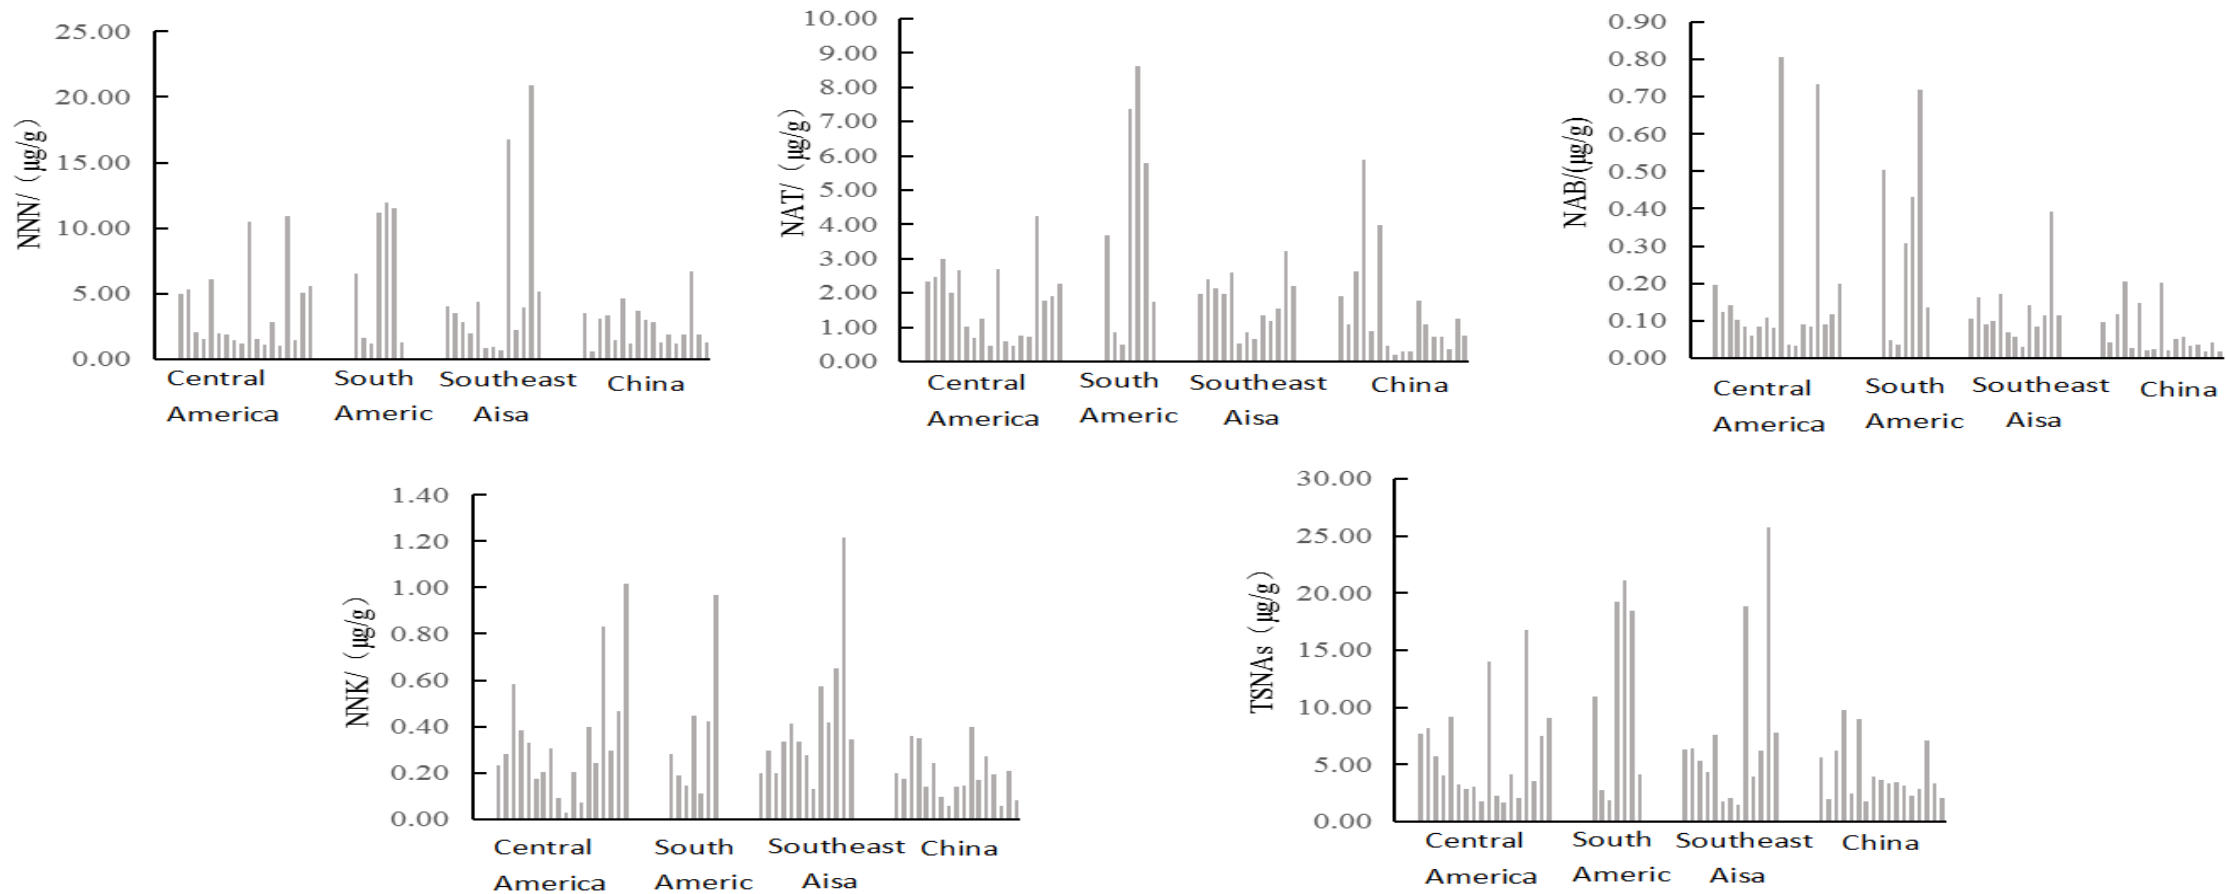 25.00
20.00
15.00
10.00
5.00
0.00
NNN/（μg/g）
Central America
South Americ
Southeast Aisa
China
10.00
9.00
8.00
7.00
6.00
5.00
4.00
3.00
2.00
1.00
0.00
NAT/（μg/g）
Central America
South Americ
Southeast Aisa
China
0.90
0.80
0.70
0.60
0.50
0.40
0.30
0.20
0.10
0.00
NAB/(μg/g)
Central America
South Americ
Southeast Aisa
China
1.40
1.20
1.00
0.80
0.60
0.40
0.20
0.00
NNK/（μg/g）
Central America
South Americ
Southeast Aisa
China
30.00
25.00
20.00
15.00
10.00
5.00
0.00
TSNAs（μg/g）
Central America
South Americ
Southeast Aisa
China